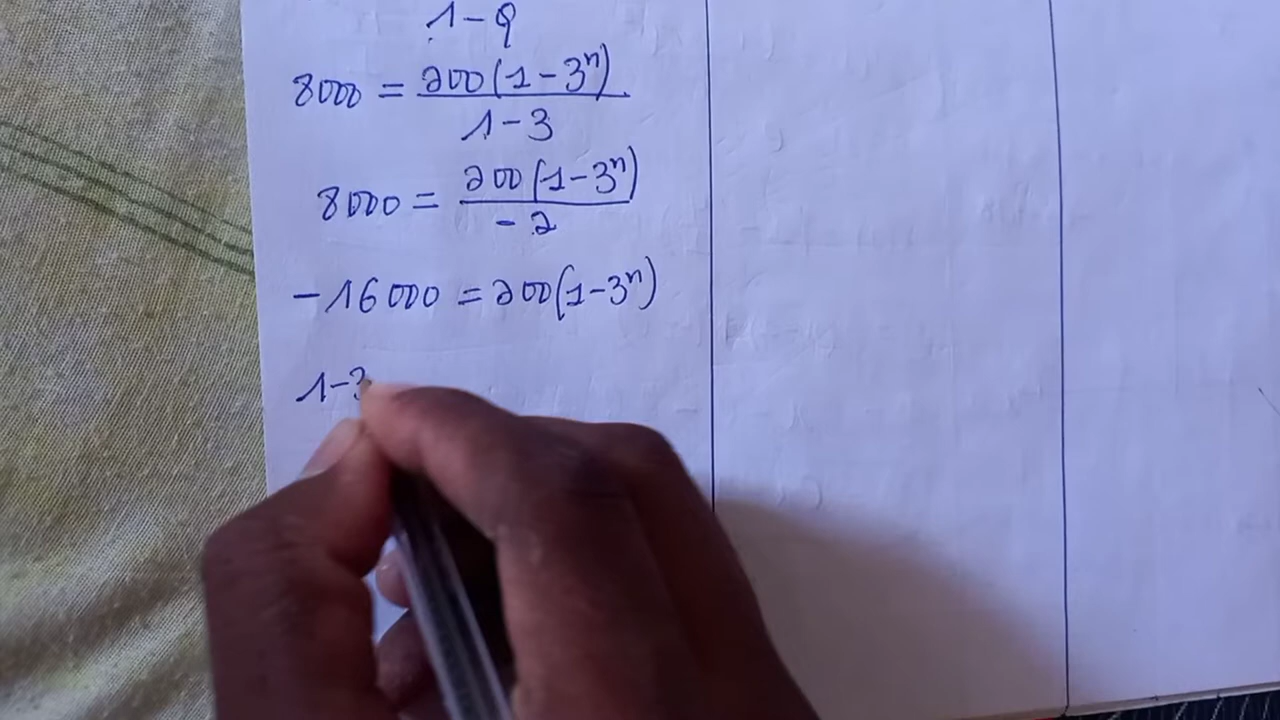 1-q
8000 = 200(1-3ⁿ)
1-3
8000 = 200(1-3ⁿ)
-2
-16000 = 200(1-3ⁿ)
1-3